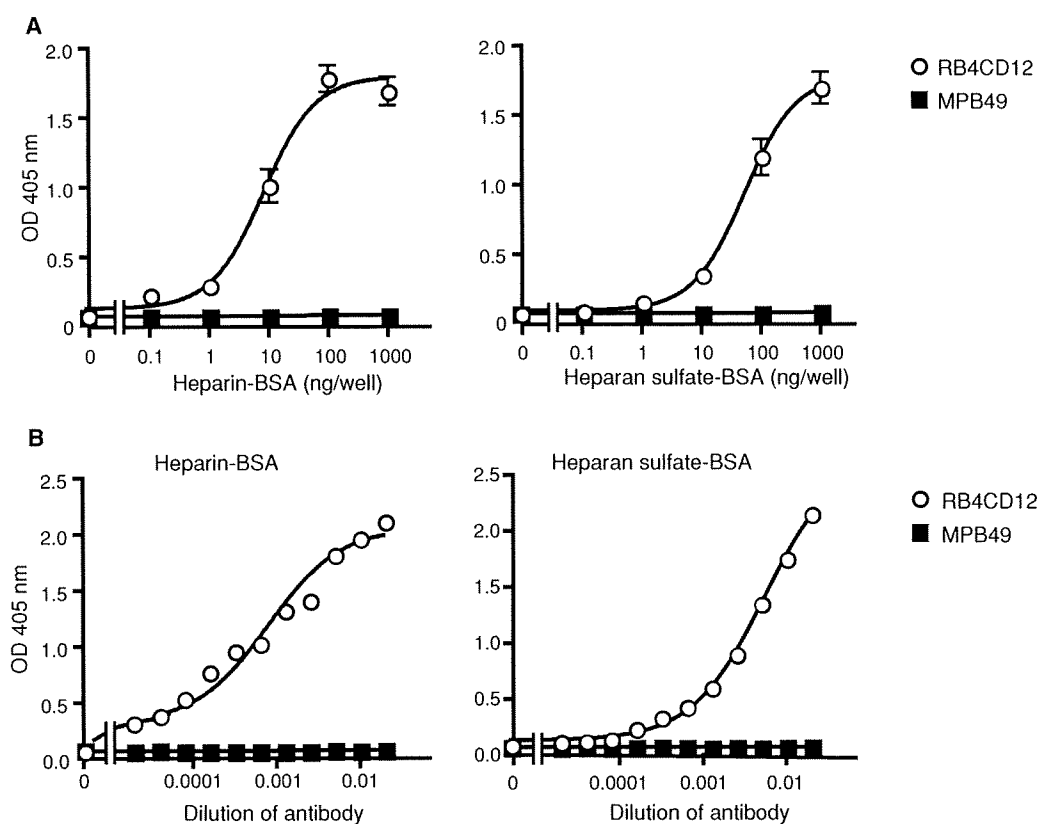 A
2.0
1.5
1.0
0.5
0
OD 405 nm
0 0.1 1 10 100 1000
Heparin-BSA (ng/well)
2.0
1.5
1.0
0.5
0
0 0.1 1 10 100 1000
Heparan sulfate-BSA (ng/well)
RB4CD12
MPB49
B
Heparin-BSA
2.5
2.0
1.5
1.0
0.5
0.0
OD 405 nm
0 0.0001 0.001 0.01
Dilution of antibody
Heparan sulfate-BSA
2.5
2.0
1.5
1.0
0.5
0.0
0 0.0001 0.001 0.01
Dilution of antibody
RB4CD12
MPB49